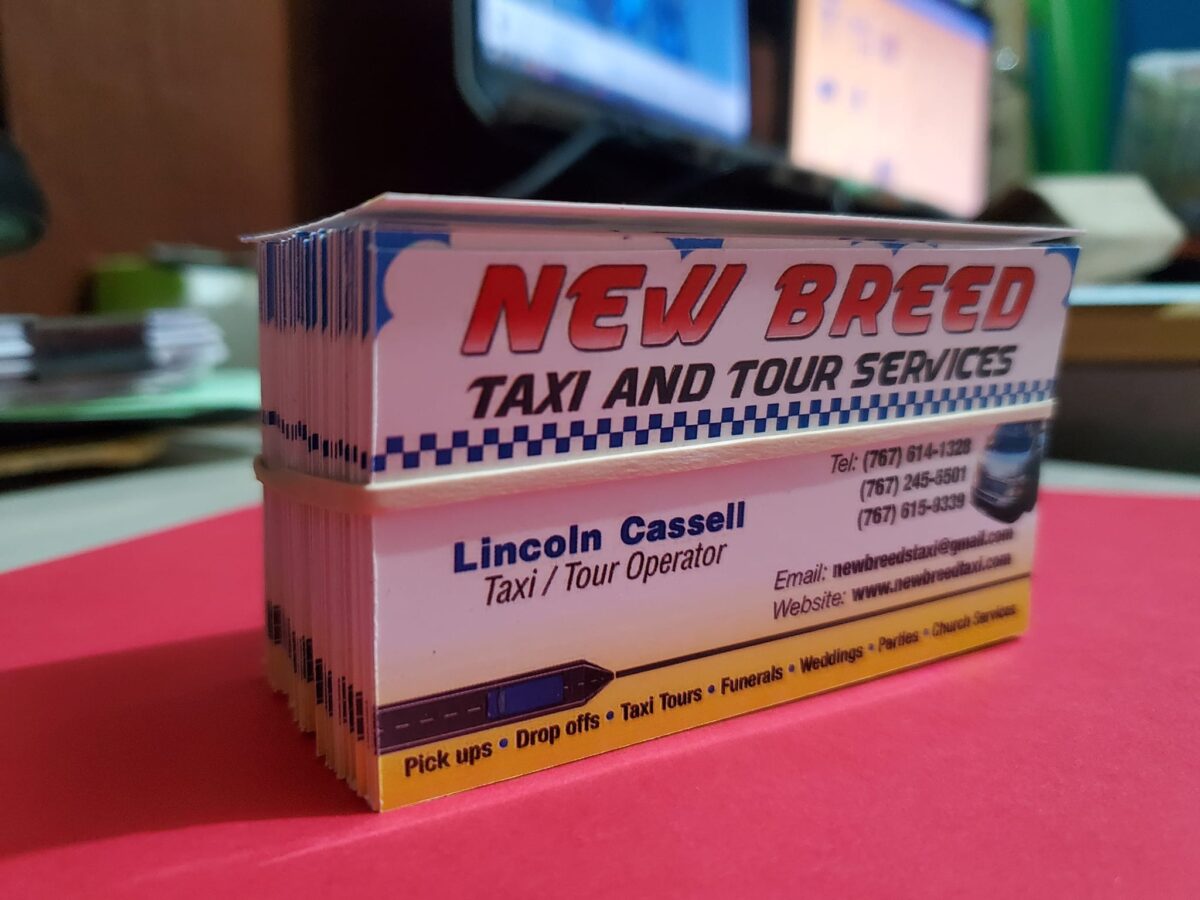 NEW BREED
TAXI AND TOUR SERVICES
Tel: (767) 614-1328
(767) 245-5501
(767) 615-9339
Lincoln Cassell
Taxi / Tour Operator
Email: newbreedstaxi@gmail.com
Website: www.newbreedtaxi.com
Pick ups • Drop offs • Taxi Tours • Funerals • Weddings • Parties • Church Services